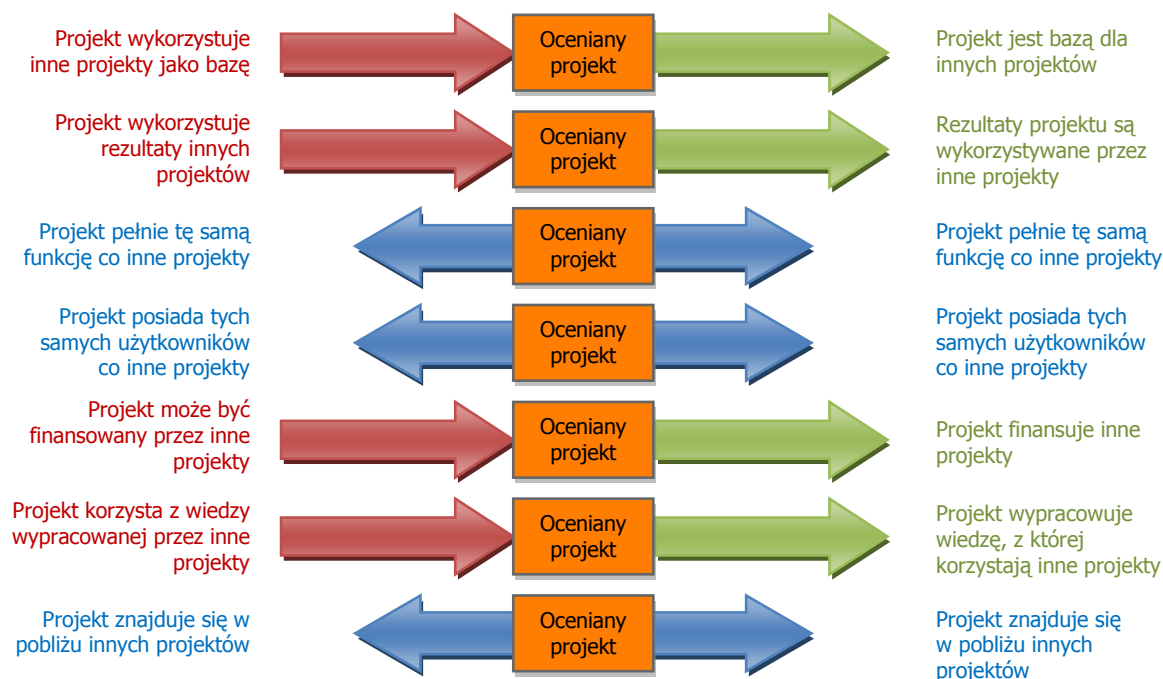 Projekt wykorzystuje
inne projekty jako bazę
Oceniany
projekt
Projekt jest bazą dla
innych projektów
Projekt wykorzystuje
rezultaty innych
projektów
Oceniany
projekt
Rezultaty projektu są
wykorzystywane przez
inne projekty
Projekt pełnie tę samą
funkcję co inne projekty
Oceniany
projekt
Projekt pełnie tę samą
funkcję co inne projekty
Projekt posiada tych
samych użytkowników
co inne projekty
Oceniany
projekt
Projekt posiada tych
samych użytkowników
co inne projekty
Projekt może być
finansowany przez inne
projekty
Oceniany
projekt
Projekt finansuje inne
projekty
Projekt korzysta z wiedzy
wypracowanej przez inne
projekty
Oceniany
projekt
Projekt wypracowuje
wiedzę, z której
korzystają inne projekty
Projekt znajduje się w
pobliżu innych projektów
Oceniany
projekt
Projekt znajduje się
w pobliżu innych
projektów